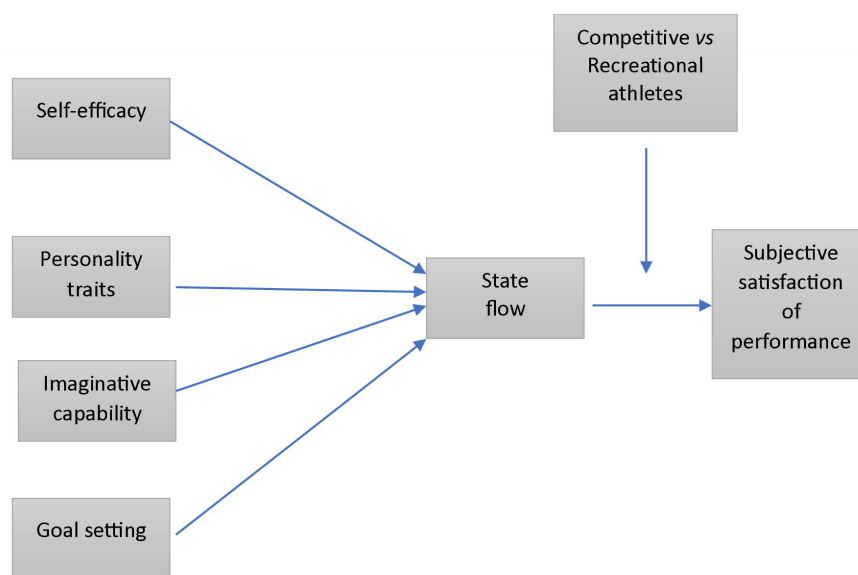 Competitive vs
Recreational
athletes
Self-efficacy
Personality
traits
Imaginative
capability
Goal setting
State
flow
Subjective
satisfaction
of
performance